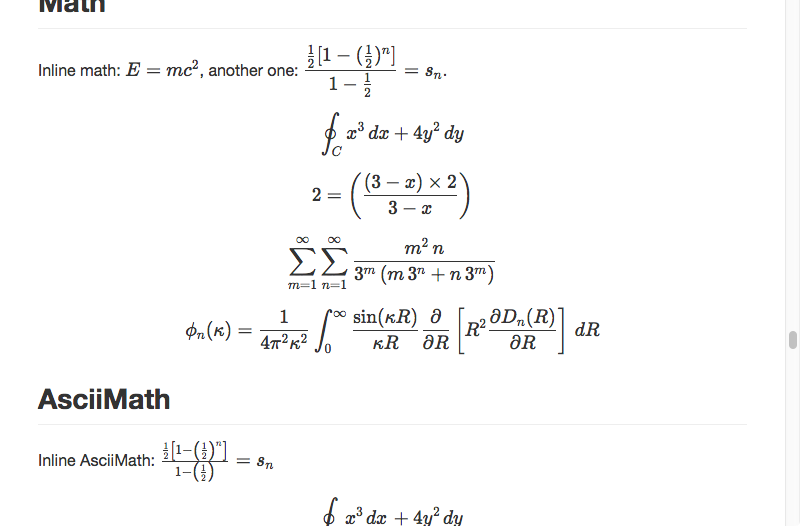 Math
Inline math: E = mc², another one: \frac{\frac{1}{2}[1-(\frac{1}{2})^n]}{1-\frac{1}{2}} = s_n.
\oint_C x^3\,dx + 4y^2\,dy
2 = \left(\frac{(3-x) \times 2}{3-x}\right)
\sum_{m=1}^{\infty}\sum_{n=1}^{\infty}\frac{m^2\,n}{3^m\,(m\,3^n + n\,3^m)}
\phi_n(\kappa) = \frac{1}{4\pi^2\kappa^2}\int_0^{\infty}\frac{\sin(\kappa R)}{\kappa R}\frac{\partial}{\partial R}\left[R^2\frac{\partial D_n(R)}{\partial R}\right]\,dR
AsciiMath
Inline AsciiMath: \frac{\frac{1}{2}[1-(\frac{1}{2})^n]}{1-(\frac{1}{2})} = s_n
\oint x^3\,dx + 4y^2\,dy